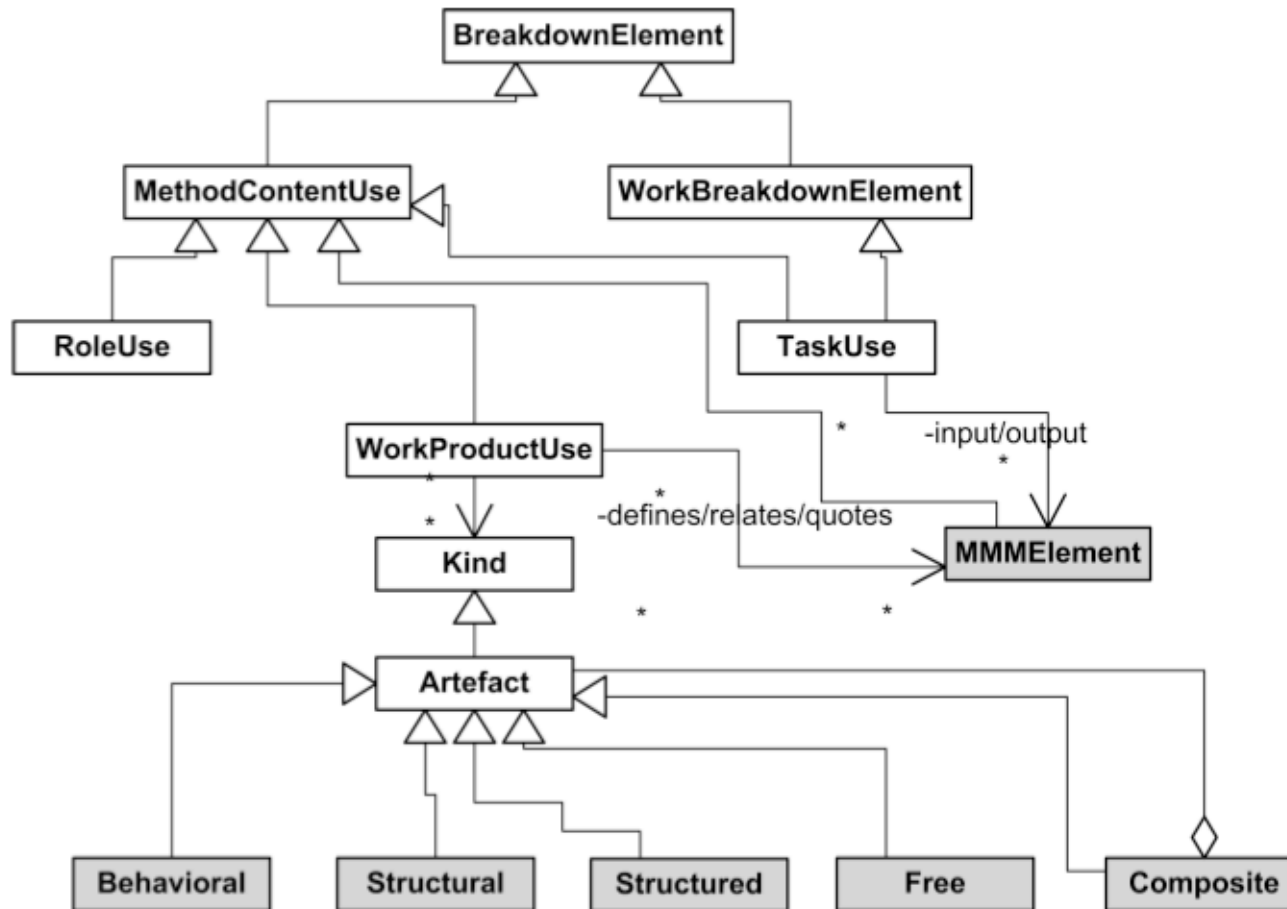 BreakdownElement
MethodContentUse
WorkBreakdownElement
RoleUse
TaskUse
*
-input/output
WorkProductUse
*
*
*
-defines/relates/quotes
*
Kind
MMMElement
*
*
Artefact
Behavioral
Structural
Structured
Free
Composite